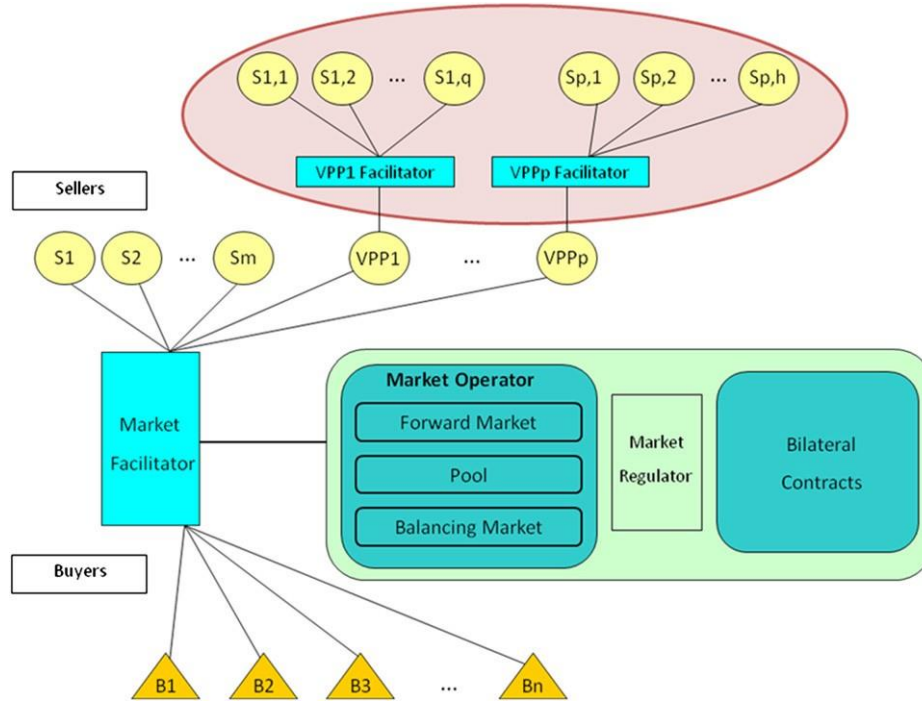 S1,1 S1,2 ... S1,q Sp,1 Sp,2 ... Sp,h
VPP1 Facilitator VPPp Facilitator
Sellers
S1 S2 ... Sm VPP1 ... VPPp
Market Operator
Forward Market
Market
Facilitator
Pool
Balancing Market
Market
Regulator
Bilateral
Contracts
Buyers
B1 B2 B3 ... Bn